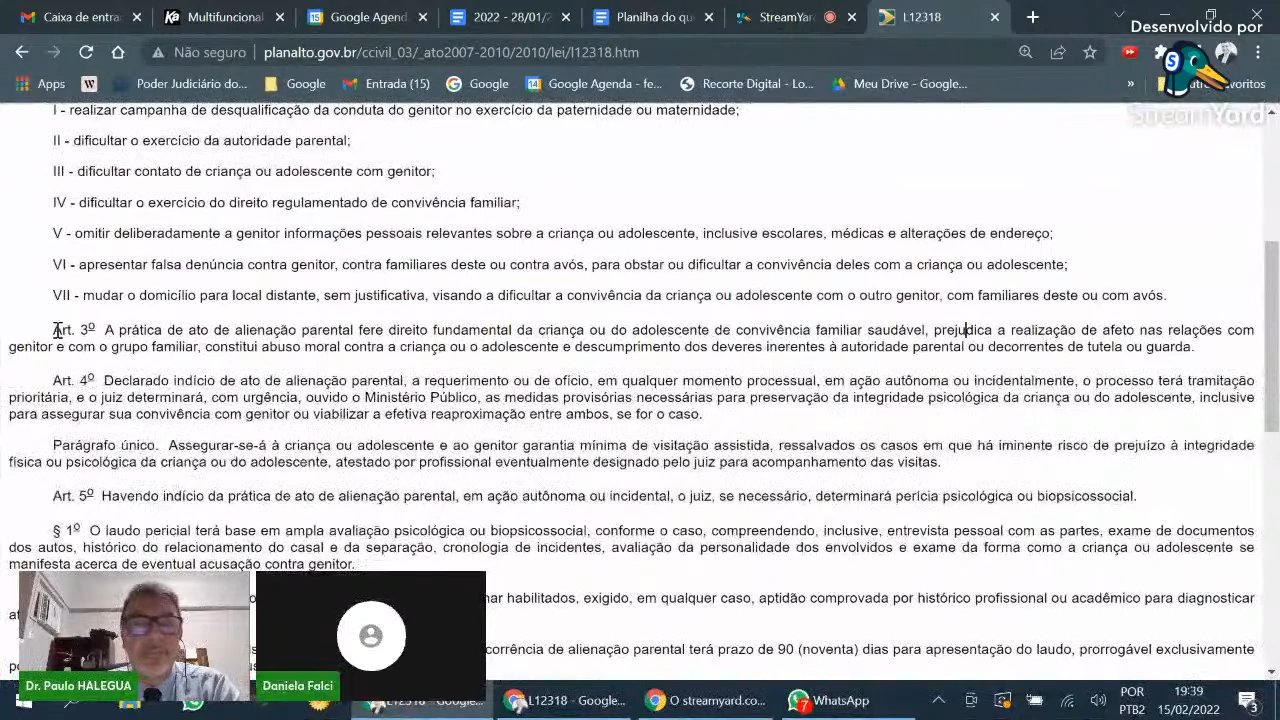 Caixa de entra
Multifuncional
Google Agend
2022 - 28/01/2
Planilha do qu
StreamYard
L12318
Desenvolvido por
Não seguro
planalto.gov.br/ccivil_03/_ato2007-2010/2010/lei/l12318.htm
Apps
Poder Judiciário do...
Google
Entrada (15)
Google
Google Agenda - fe...
Recorte Digital - Lo...
Meu Drive - Google...
»
StreamYard
I - realizar campanha de desqualificação da conduta do genitor no exercício da paternidade ou maternidade;
II - dificultar o exercício da autoridade parental;
III - dificultar contato de criança ou adolescente com genitor;
IV - dificultar o exercício do direito regulamentado de convivência familiar;
V - omitir deliberadamente a genitor informações pessoais relevantes sobre a criança ou adolescente, inclusive escolares, médicas e alterações de endereço;
VI - apresentar falsa denúncia contra genitor, contra familiares deste ou contra avós, para obstar ou dificultar a convivência deles com a criança ou adolescente;
VII - mudar o domicílio para local distante, sem justificativa, visando a dificultar a convivência da criança ou adolescente com o outro genitor, com familiares deste ou com avós.
Art. 3º A prática de ato de alienação parental fere direito fundamental da criança ou do adolescente de convivência familiar saudável, prejudica a realização de afeto nas relações com
genitor e com o grupo familiar, constitui abuso moral contra a criança ou o adolescente e descumprimento dos deveres inerentes à autoridade parental ou decorrentes de tutela ou guarda.
Art. 4º Declarado indício de ato de alienação parental, a requerimento ou de ofício, em qualquer momento processual, em ação autônoma ou incidentalmente, o processo terá tramitação
prioritária, e o juiz determinará, com urgência, ouvido o Ministério Público, as medidas provisórias necessárias para preservação da integridade psicológica da criança ou do adolescente, inclusive
para assegurar sua convivência com genitor ou viabilizar a efetiva reaproximação entre ambos, se for o caso.
Parágrafo único. Assegurar-se-á à criança ou adolescente e ao genitor garantia mínima de visitação assistida, ressalvados os casos em que há iminente risco de prejuízo à integridade
física ou psicológica da criança ou do adolescente, atestado por profissional eventualmente designado pelo juiz para acompanhamento das visitas.
Art. 5º Havendo indício da prática de ato de alienação parental, em ação autônoma ou incidental, o juiz, se necessário, determinará perícia psicológica ou biopsicossocial.
§ 1º O laudo pericial terá base em ampla avaliação psicológica ou biopsicossocial, conforme o caso, compreendendo, inclusive, entrevista pessoal com as partes, exame de documentos
dos autos, histórico do relacionamento do casal e da separação, cronologia de incidentes, avaliação da personalidade dos envolvidos e exame da forma como a criança ou adolescente se
manifesta acerca de eventual acusação contra genitor.
habilitados, exigido, em qualquer caso, aptidão comprovada por histórico profissional ou acadêmico para diagnosticar
corrência de alienação parental terá prazo de 90 (noventa) dias para apresentação do laudo, prorrogável exclusivamente
Dr. Paulo HALEGUA
Daniela Falci
L12318 - Google...
L12318 - Google...
O streamyard.co...
7 WhatsApp
POR
PTB2
19:39
15/02/2022
3